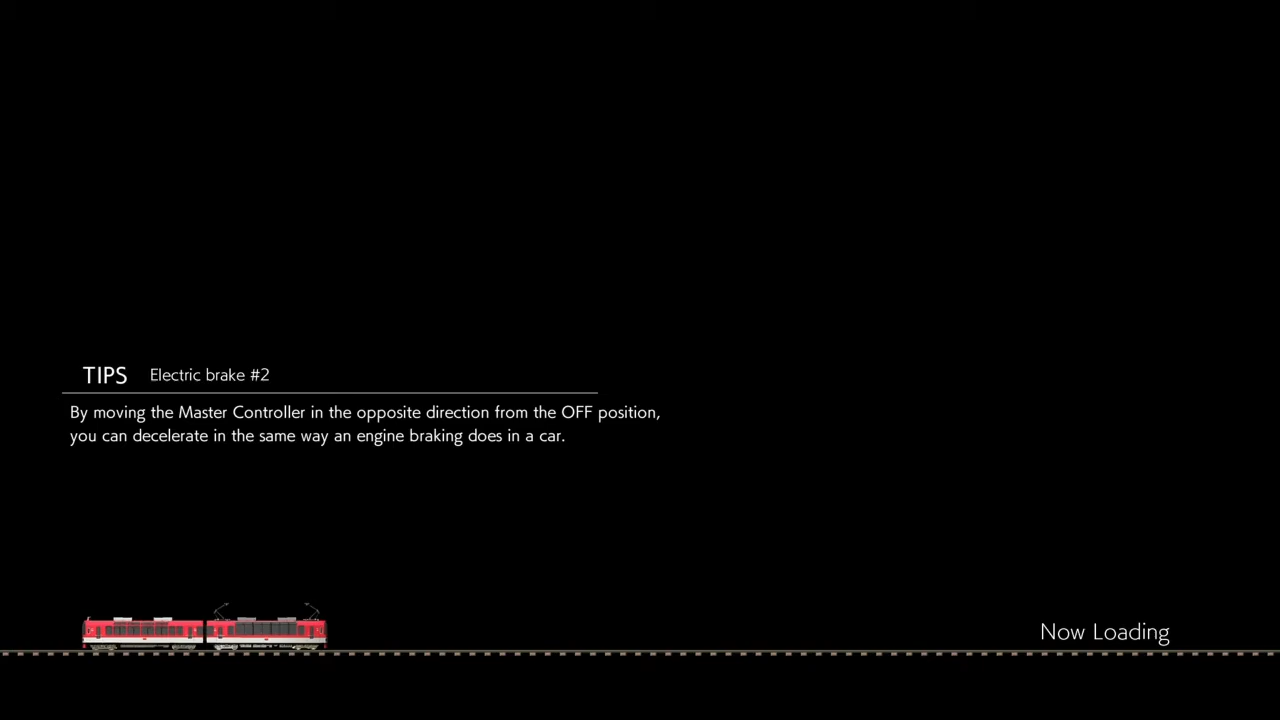 TIPS Electric brake #2
By moving the Master Controller in the opposite direction from the OFF position,
you can decelerate in the same way an engine braking does in a car.
Now Loading